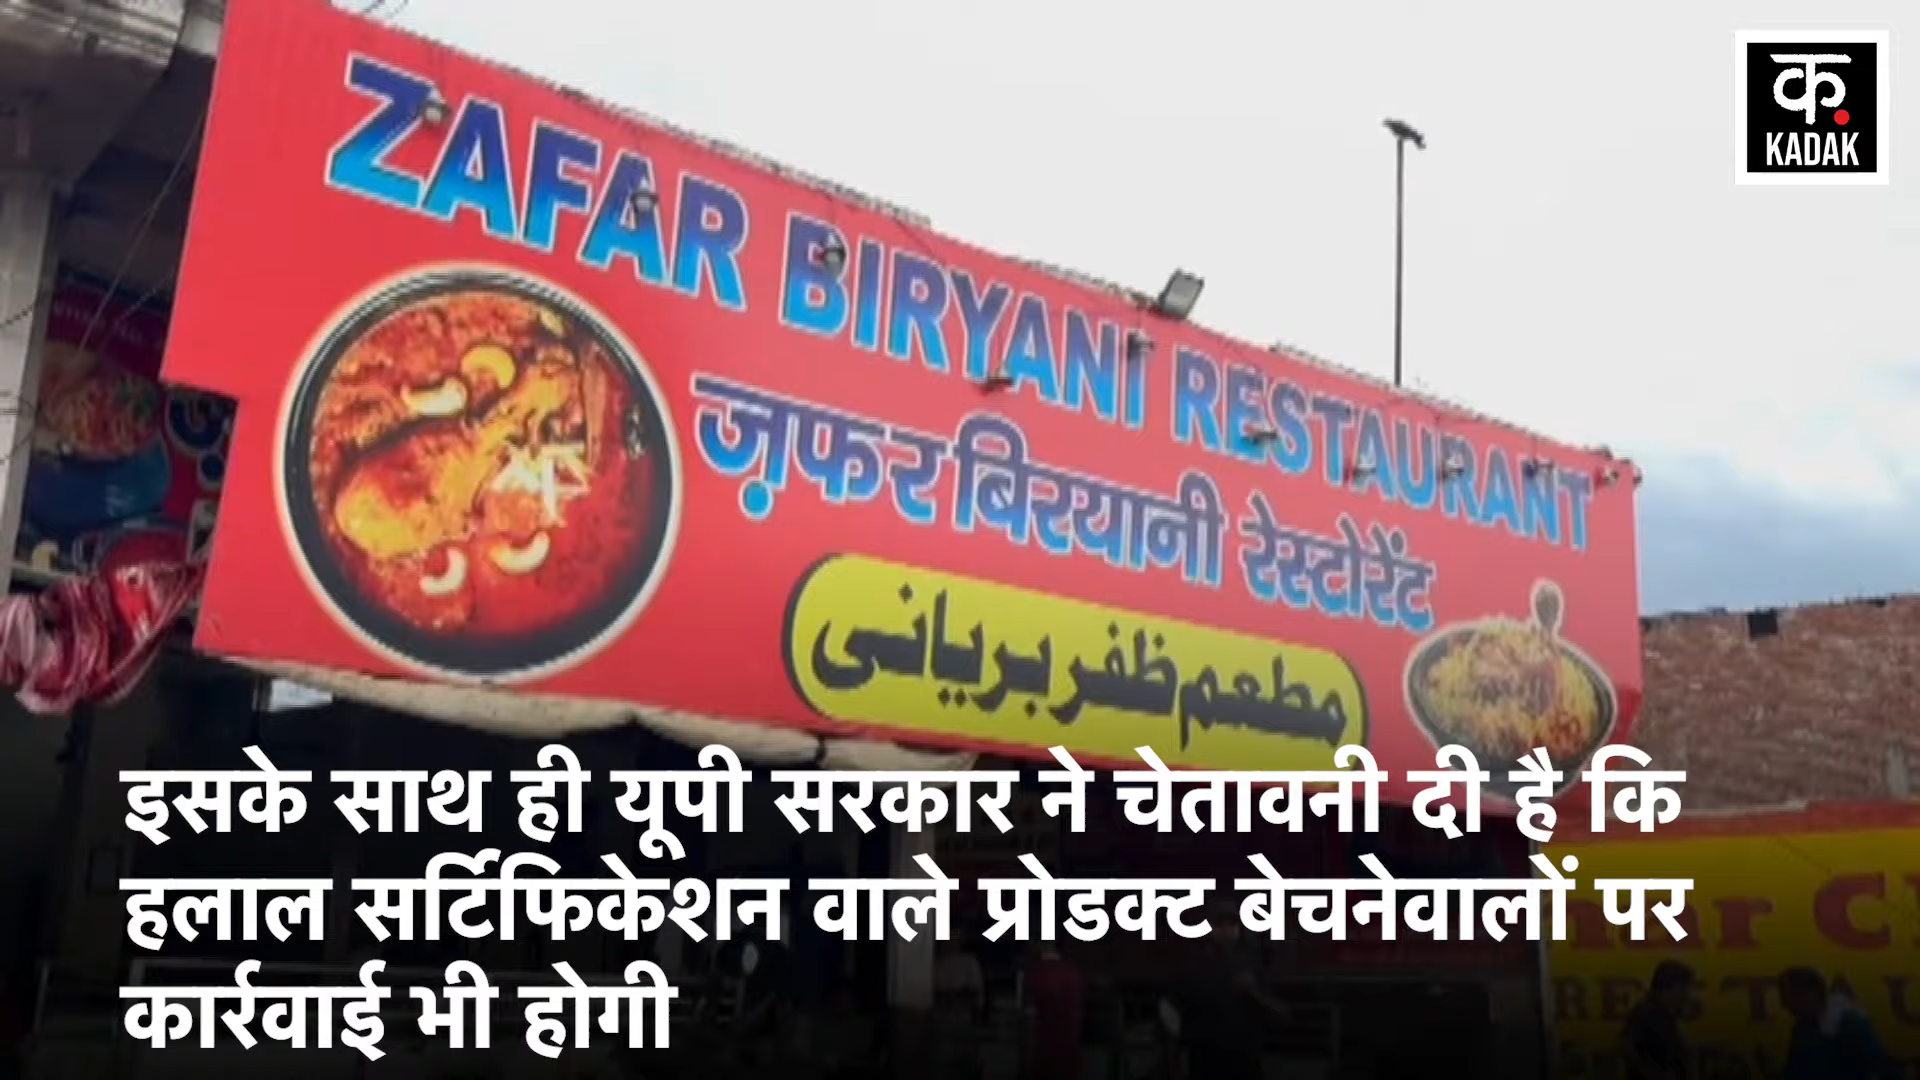 क
KADAK
ZAFAR BIRYANI RESTAURANT
ज़फर बिरयानी रेस्टोरेंट
مطعم ظفر بریانی
इसके साथ ही यूपी सरकार ने चेतावनी दी है कि
हलाल सर्टिफिकेशन वाले प्रोडक्ट बेचनेवालों पर
कार्रवाई भी होगी